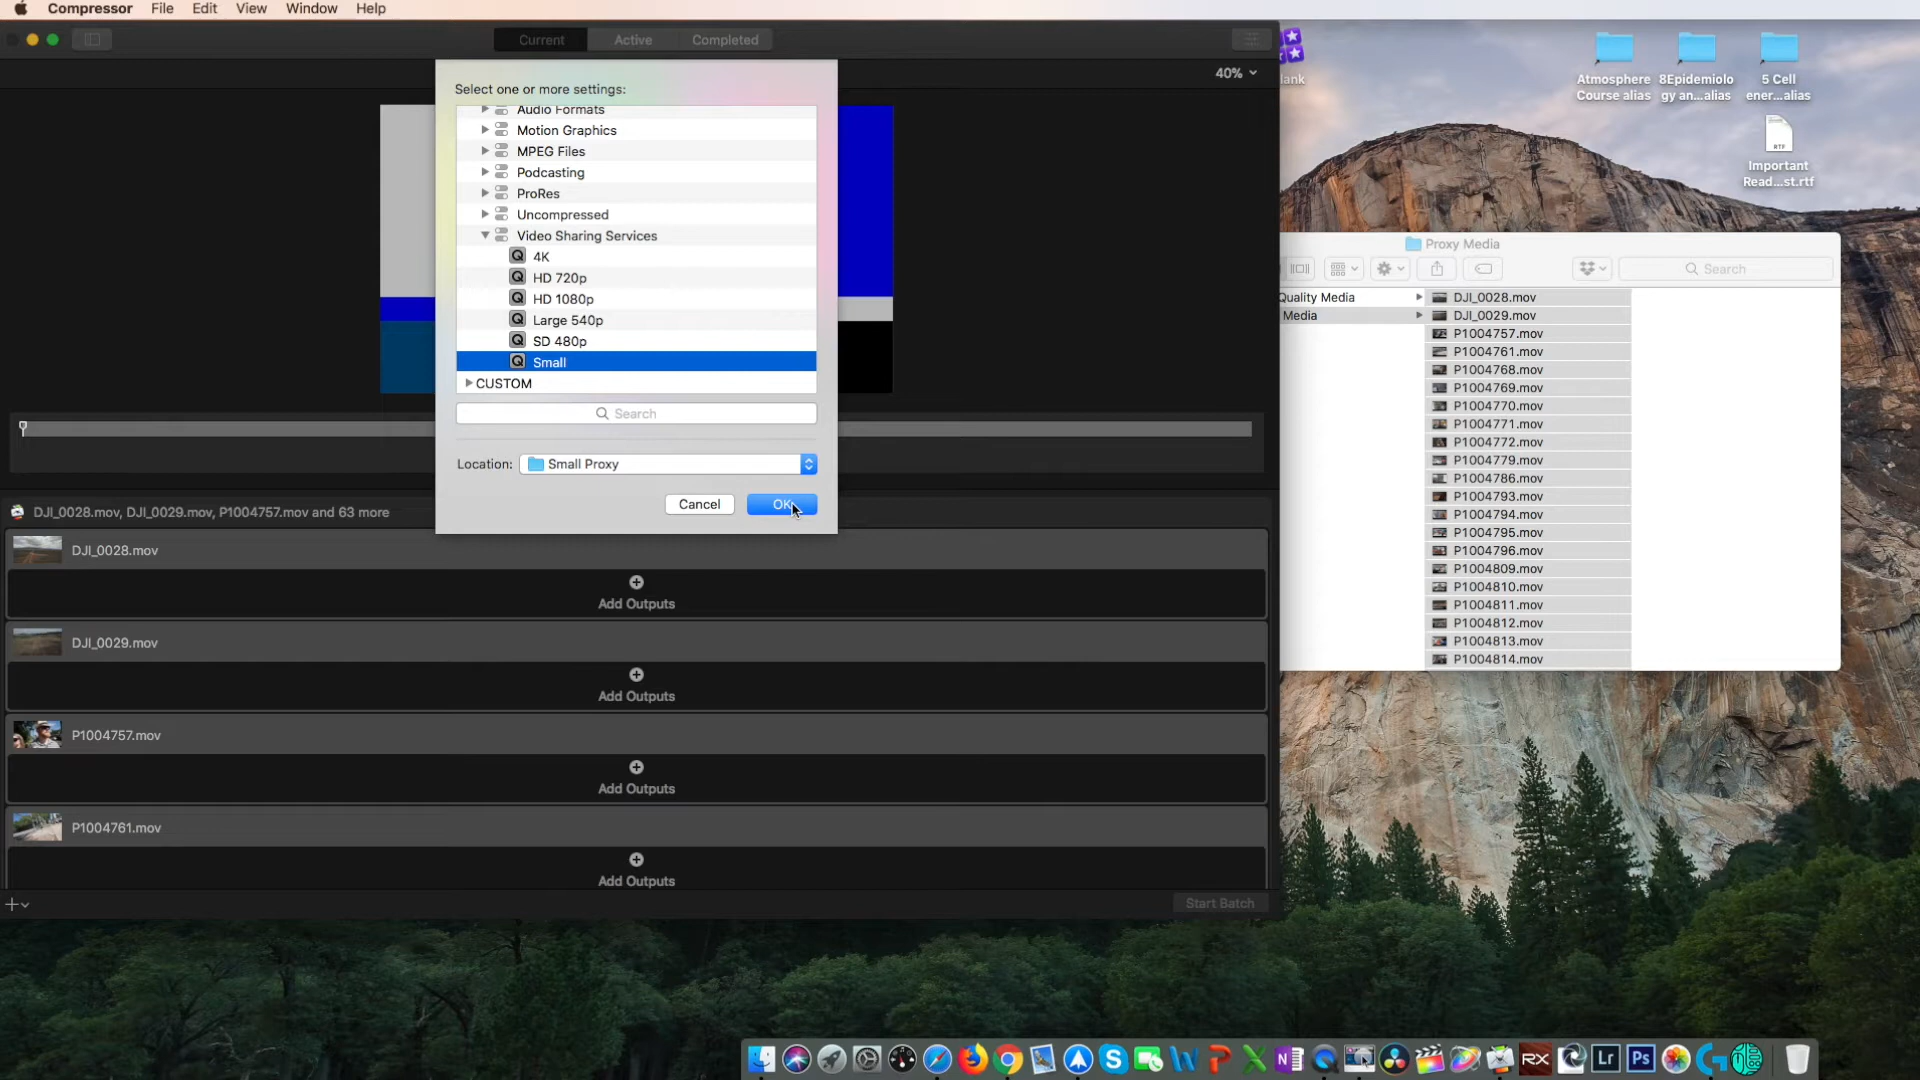 Compressor File Edit View Window Help
Current Active Completed
40%
Select one or more settings:
Audio Formats
Motion Graphics
MPEG Files
Podcasting
ProRes
Uncompressed
Video Sharing Services
4K
HD 720p
HD 1080p
Large 540p
SD 480p
Small
CUSTOM
Search
Location: Small Proxy
Cancel OK
DJI_0028.mov, DJI_0029.mov, P1004757.mov and 63 more
DJI_0028.mov
Add Outputs
DJI_0029.mov
Add Outputs
P1004757.mov
Add Outputs
P1004761.mov
Add Outputs
Start Batch
lank
Atmosphere
Course alias
8Epidemiolo
gy an...alias
5 Cell
ener...alias
RTF
Important
Read...st.rtf
Proxy Media
Search
Quality Media
Media
DJI_0028.mov
DJI_0029.mov
P1004757.mov
P1004761.mov
P1004768.mov
P1004769.mov
P1004770.mov
P1004771.mov
P1004772.mov
P1004779.mov
P1004786.mov
P1004793.mov
P1004794.mov
P1004795.mov
P1004796.mov
P1004809.mov
P1004810.mov
P1004811.mov
P1004812.mov
P1004813.mov
P1004814.mov
RX Lr Ps